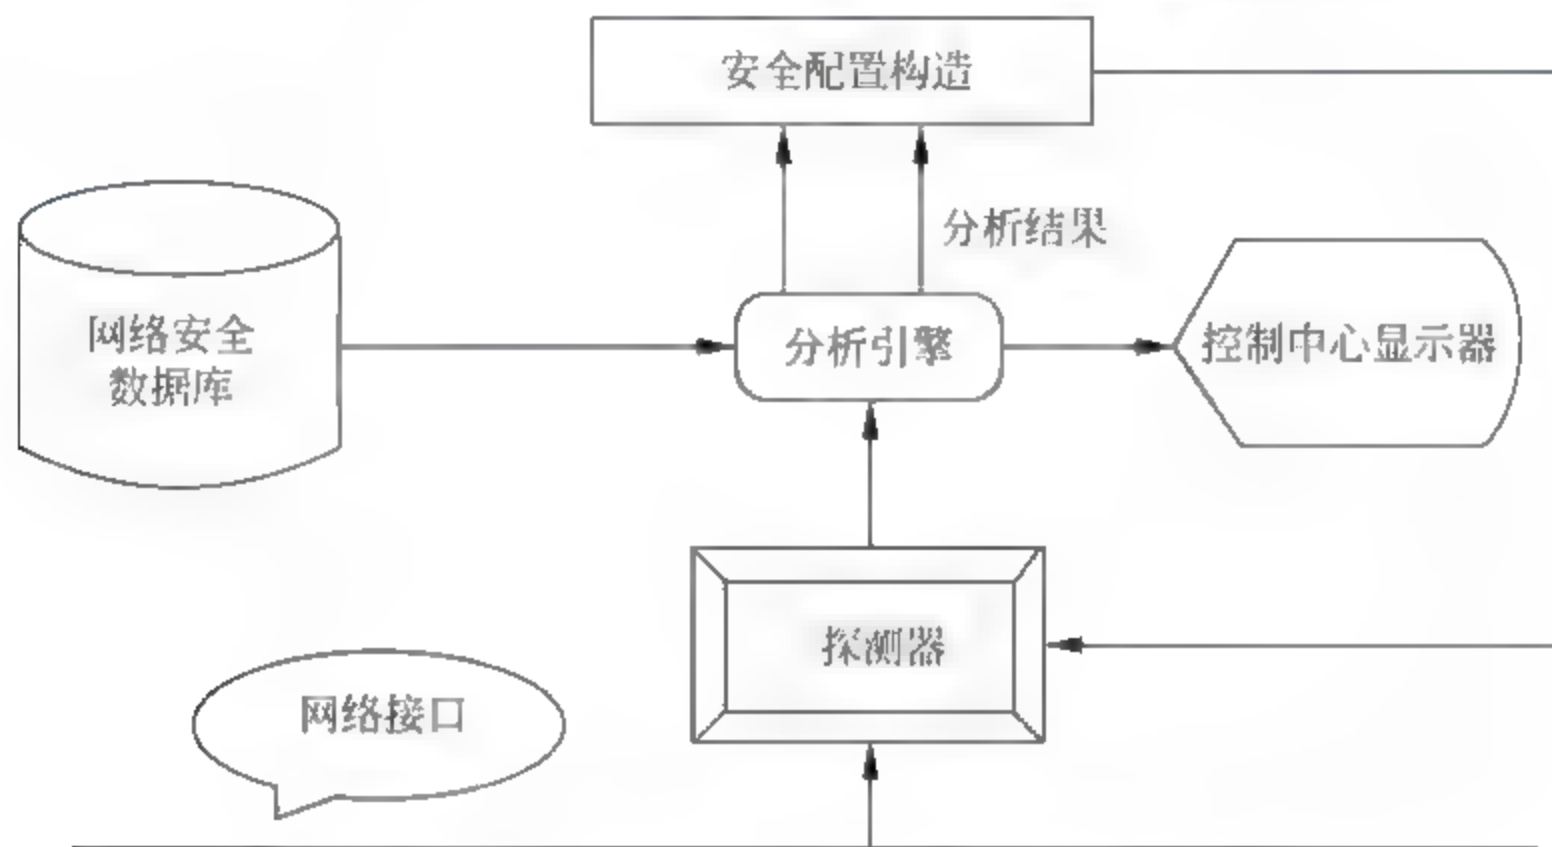 安全配置构造
分析结果
网络安全
数据库
分析引擎
控制中心显示器
探测器
网络接口